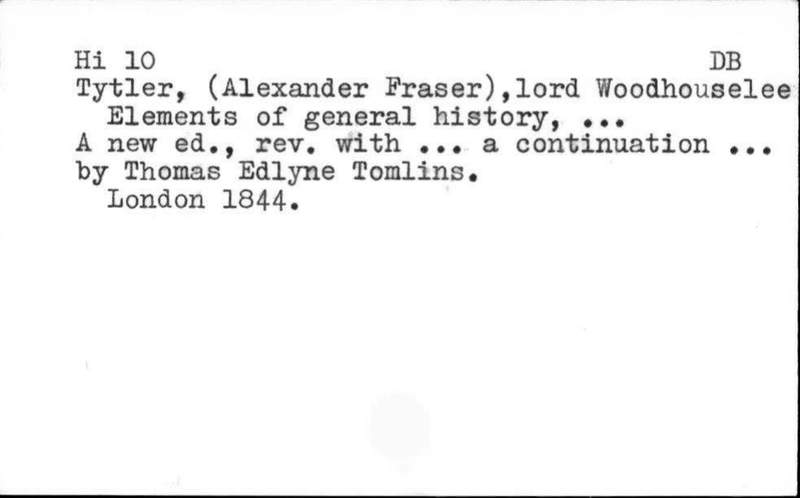 Hi 10 DB
Tytler, (Alexander Fraser),lord Woodhouselee
Elements of general history, ...
A new ed., rev. with ... a continuation ...
by Thomas Edlyne Tomlins.
London 1844.